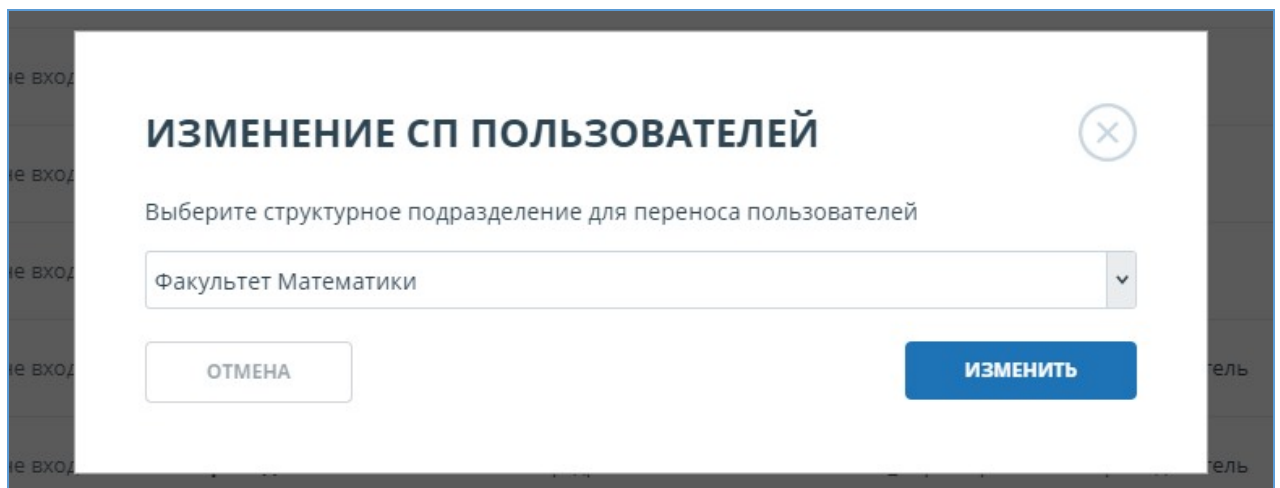 ИЗМЕНЕНИЕ СП ПОЛЬЗОВАТЕЛЕЙ
Выберите структурное подразделение для переноса пользователей
Факультет Математики
ОТМЕНА
ИЗМЕНИТЬ